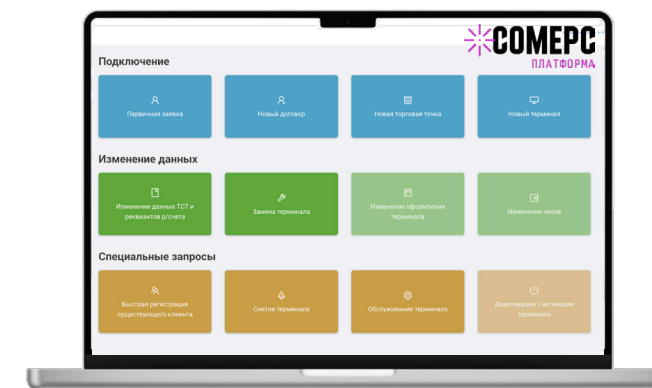 СОМЕРС
ПЛАТФОРМА
Подключение
Первичная заявка
Новый договор
Новая торговая точка
Новый терминал
Изменение данных
Изменение данных ТСТ и
реквизитов р/счета
Замена терминала
Изменение оформления
терминала
Изменение чеков
Специальные запросы
Быстрая регистрация
существующего клиента
Снятие терминала
Обслуживание терминала
Деактивация \ активация
терминала